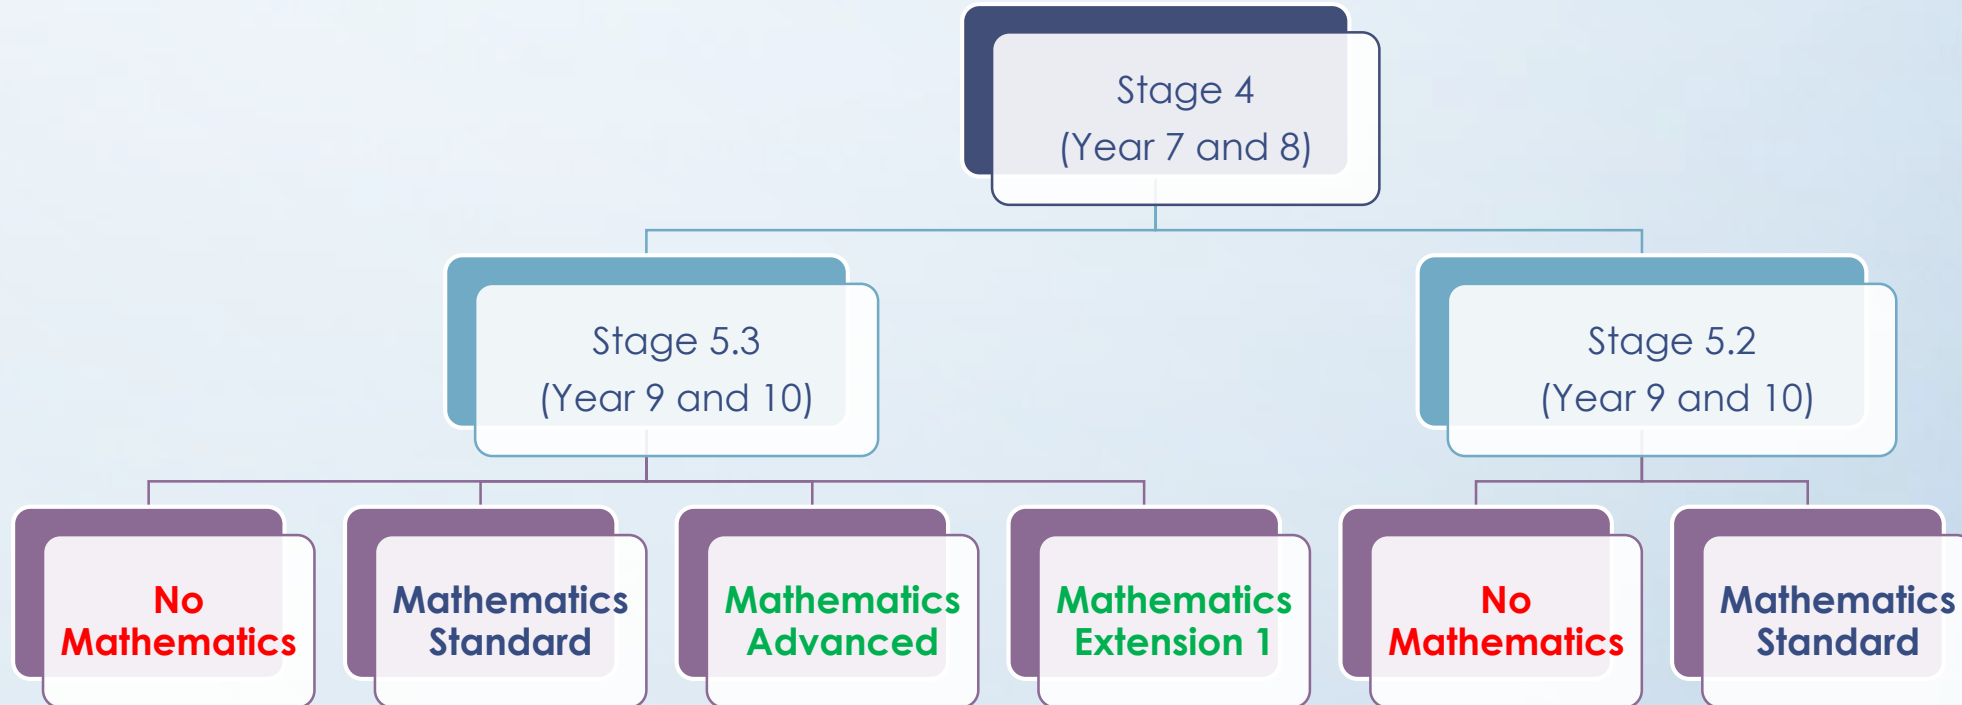 Stage 4
(Year 7 and 8)
Stage 5.3
(Year 9 and 10)
Stage 5.2
(Year 9 and 10)
No
Mathematics
Mathematics
Standard
Mathematics
Advanced
Mathematics
Extension 1
No
Mathematics
Mathematics
Standard